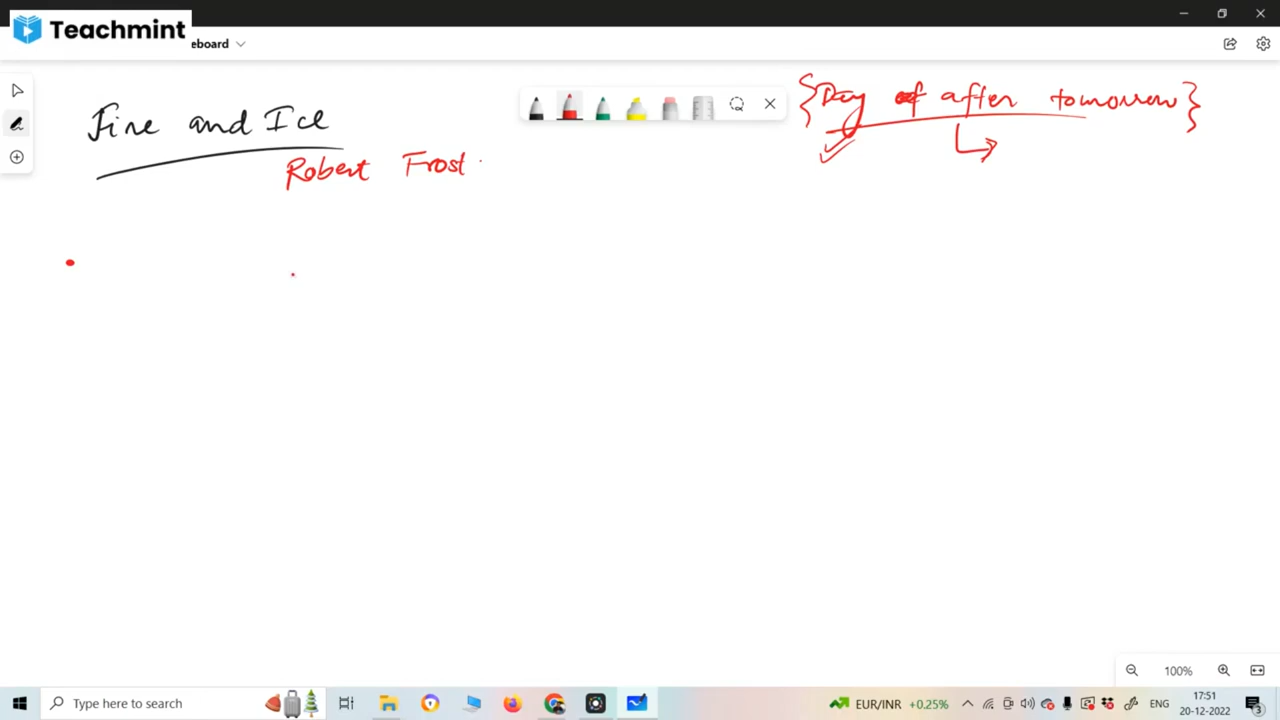 Teachmint
eboard
Fire and Ice
Robert Frost
{Day of after tomorrow}
100%
Type here to search
EUR/INR +0.25%
ENG
17:51
20-12-2022
3